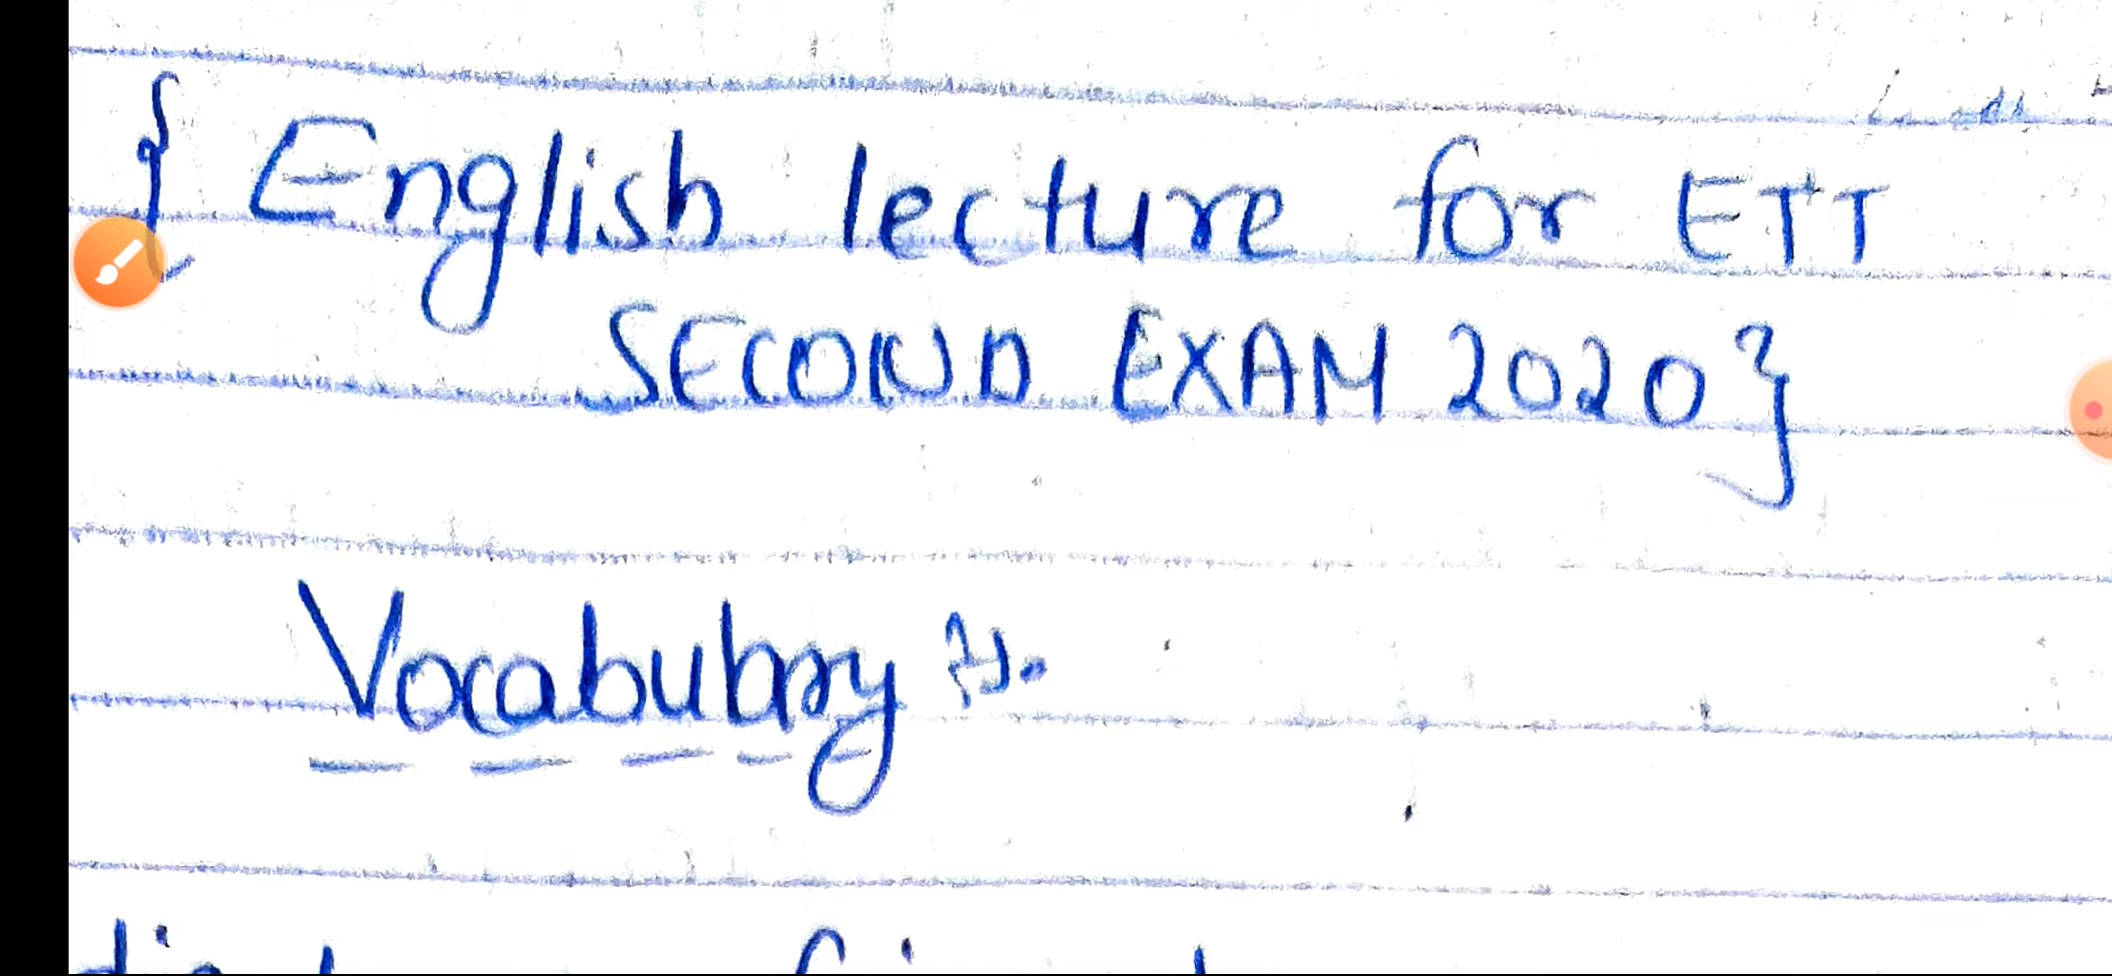 { English lecture for ETT
SECOND EXAM 2020}
Vocabulary :-